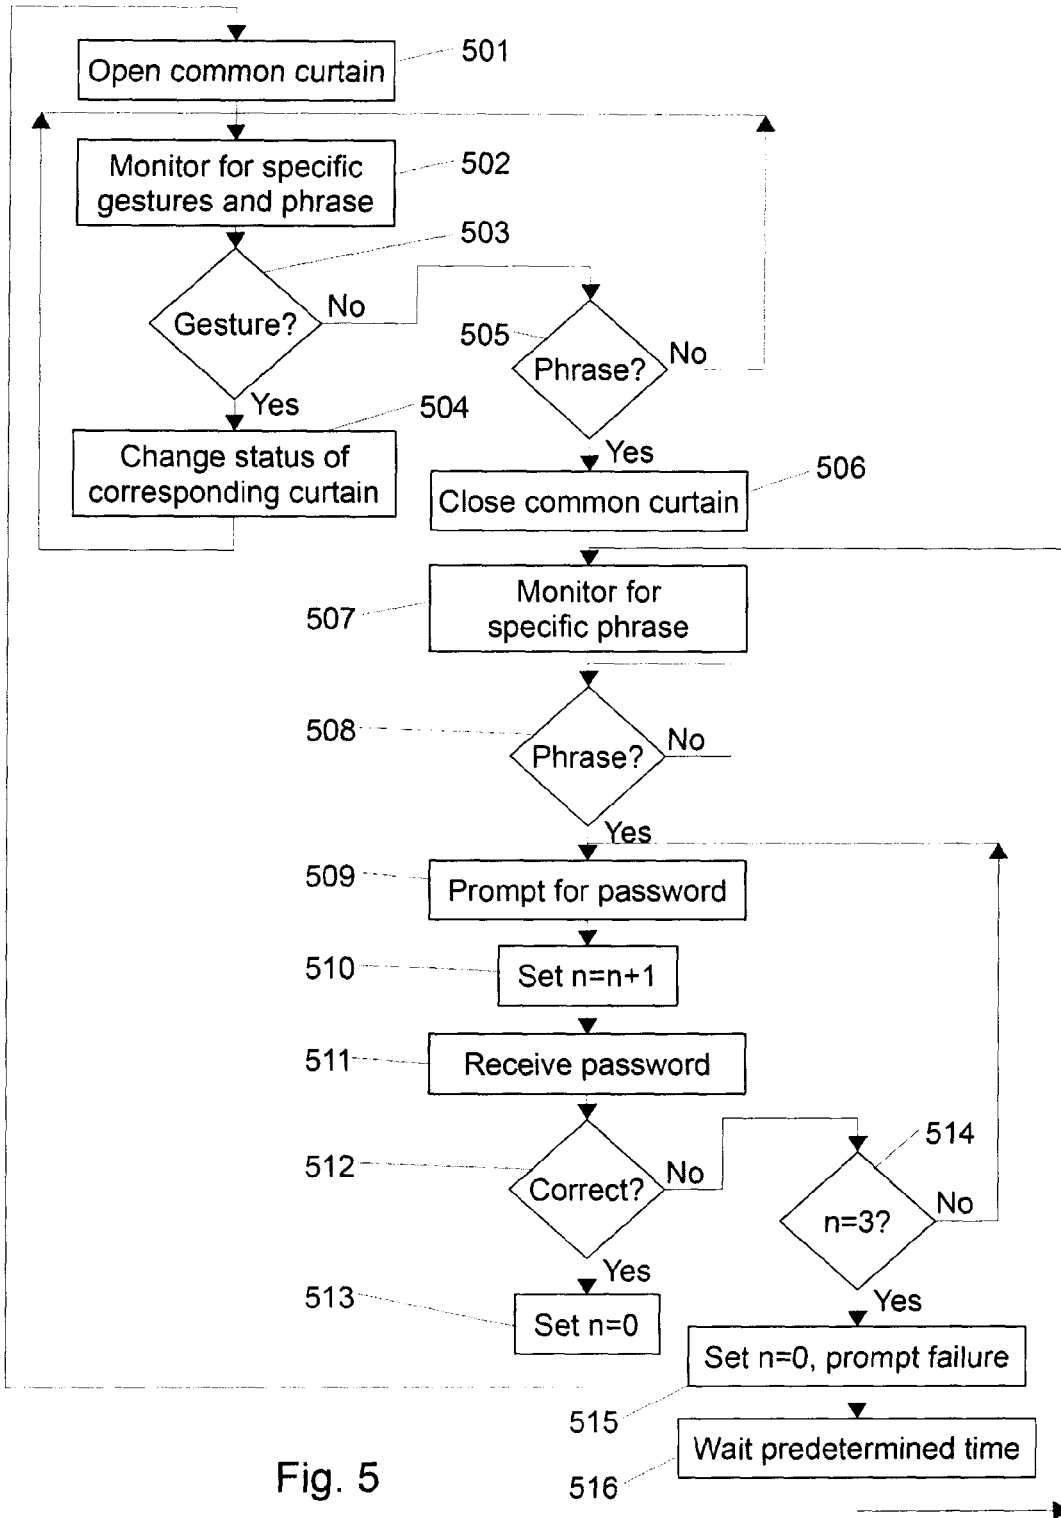 Open common curtain
501
Monitor for specific
gestures and phrase
502
503
Gesture?
No
505
Phrase?
No
Yes
504
Change status of
corresponding curtain
Yes
506
Close common curtain
507
Monitor for
specific phrase
508
Phrase?
No
Yes
509
Prompt for password
510
Set n=n+1
511
Receive password
512
Correct?
No
514
n=3?
No
Yes
513
Set n=0
Yes
Set n=0, prompt failure
515
Wait predetermined time
516
Fig. 5